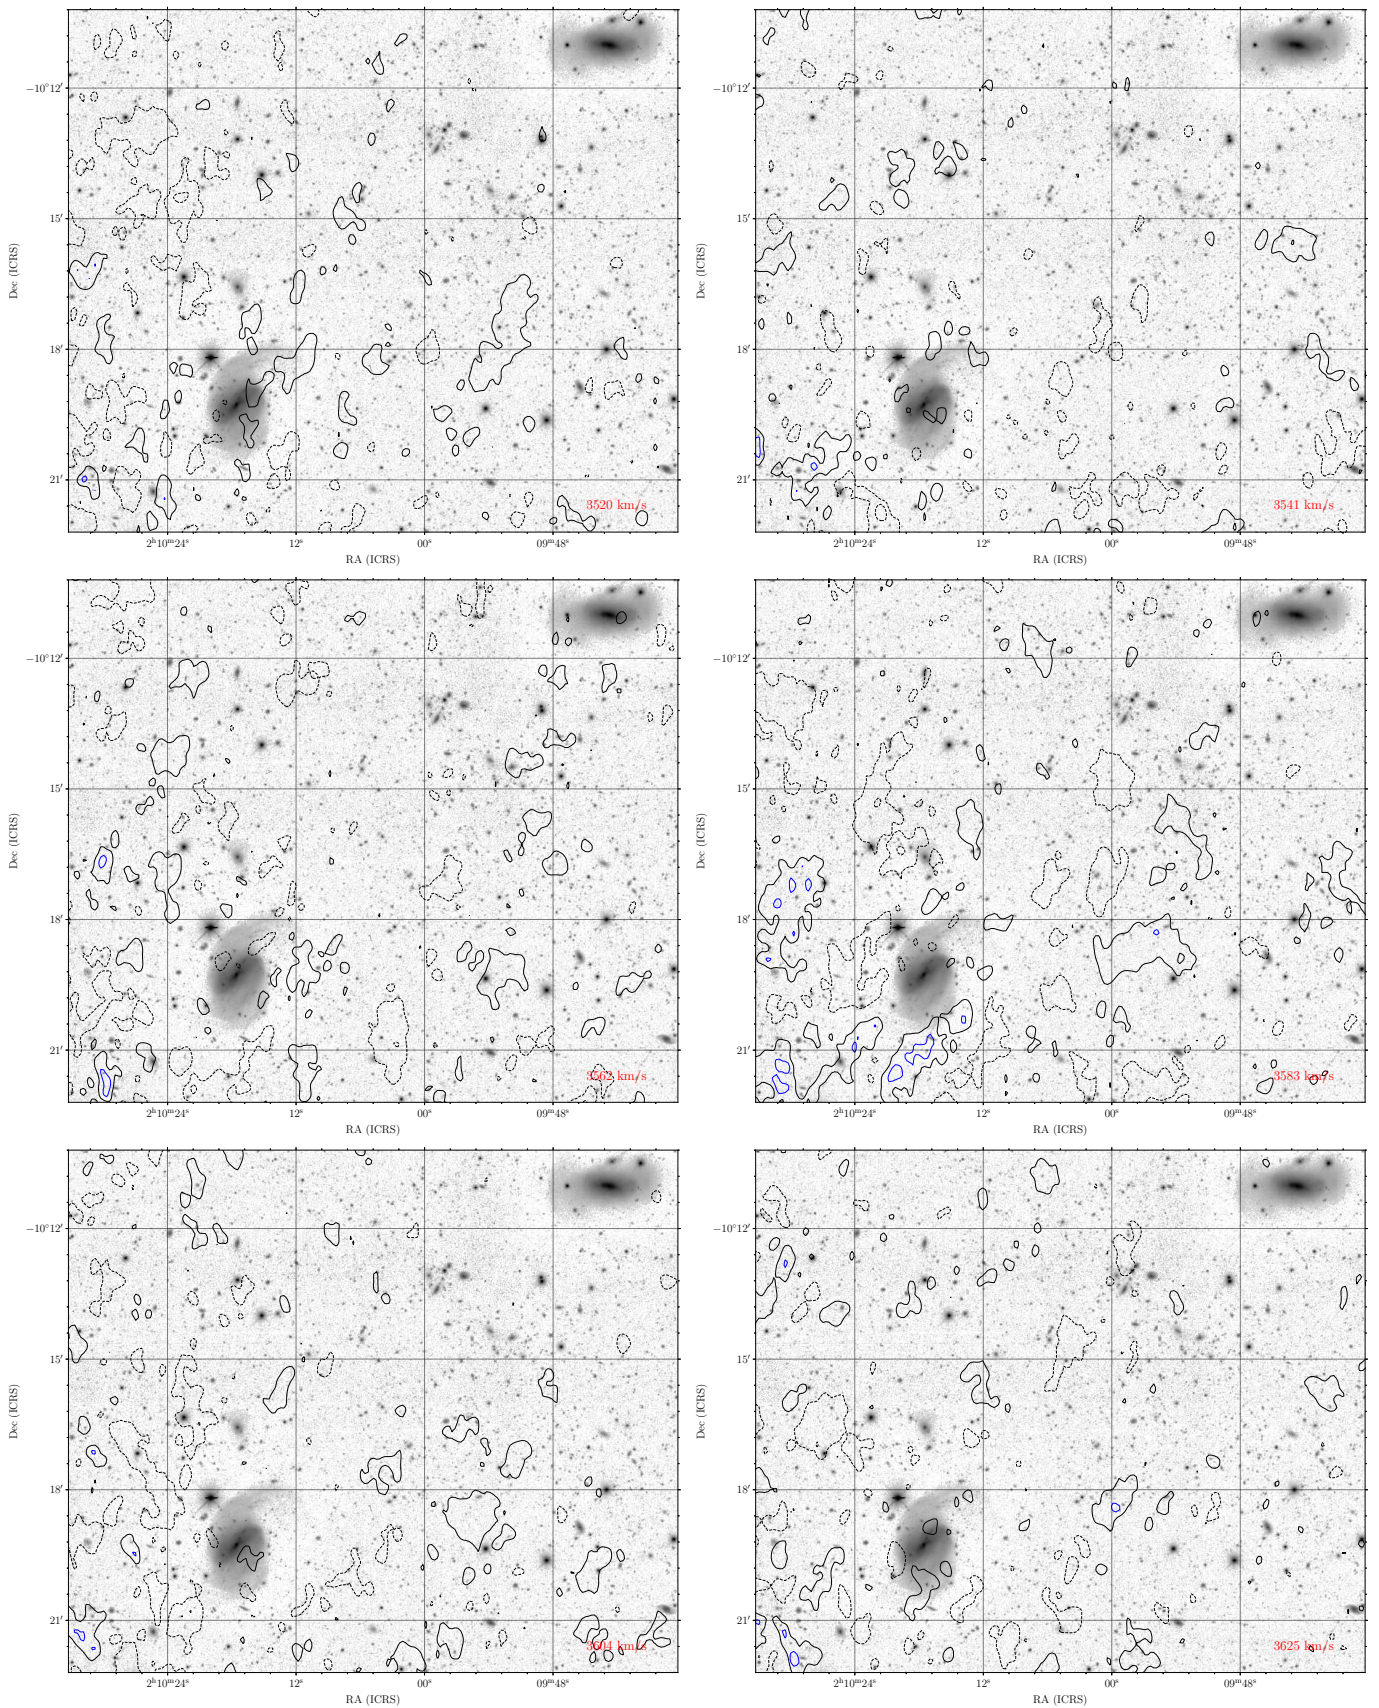 Dec (ICRS)
−10°12′
15′
18′
21′
3520 km/s
2ʰ10ᵐ24ˢ
12ˢ
00ˢ
09ᵐ48ˢ
RA (ICRS)
Dec (ICRS)
−10°12′
15′
18′
21′
3541 km/s
2ʰ10ᵐ24ˢ
12ˢ
00ˢ
09ᵐ48ˢ
RA (ICRS)
Dec (ICRS)
−10°12′
15′
18′
21′
3562 km/s
2ʰ10ᵐ24ˢ
12ˢ
00ˢ
09ᵐ48ˢ
RA (ICRS)
Dec (ICRS)
−10°12′
15′
18′
21′
3583 km/s
2ʰ10ᵐ24ˢ
12ˢ
00ˢ
09ᵐ48ˢ
RA (ICRS)
Dec (ICRS)
−10°12′
15′
18′
21′
3604 km/s
2ʰ10ᵐ24ˢ
12ˢ
00ˢ
09ᵐ48ˢ
RA (ICRS)
Dec (ICRS)
−10°12′
15′
18′
21′
3625 km/s
2ʰ10ᵐ24ˢ
12ˢ
00ˢ
09ᵐ48ˢ
RA (ICRS)